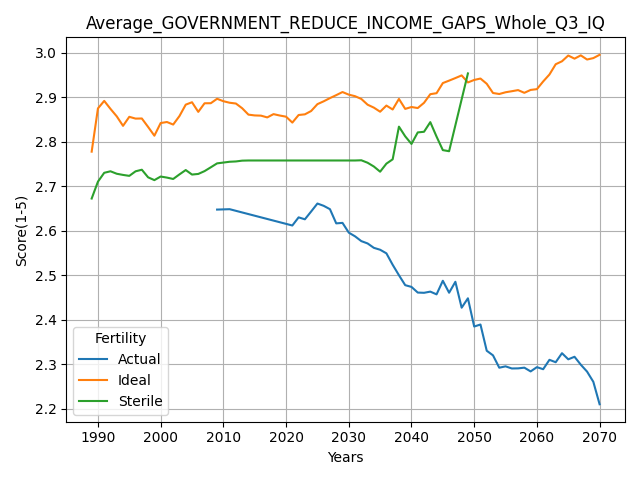 Average_GOVERNMENT_REDUCE_INCOME_GAPS_Whole_Q3_IQ
3.0
2.9
2.8
2.7
2.6
2.5
2.4
2.3
2.2
Score(1-5)
Fertility
Actual
Ideal
Sterile
1990 2000 2010 2020 2030 2040 2050 2060 2070
Years